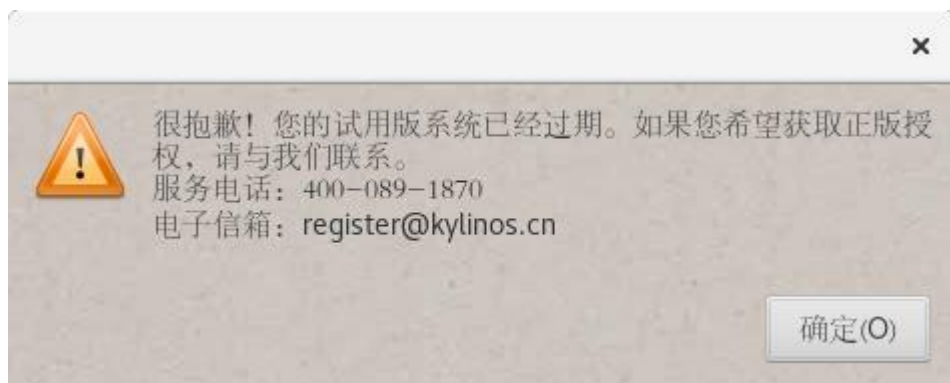 很抱歉！您的试用版系统已经过期。如果您希望获取正版授
权，请与我们联系。
服务电话：400-089-1870
电子信箱：register@kylinos.cn
确定(O)